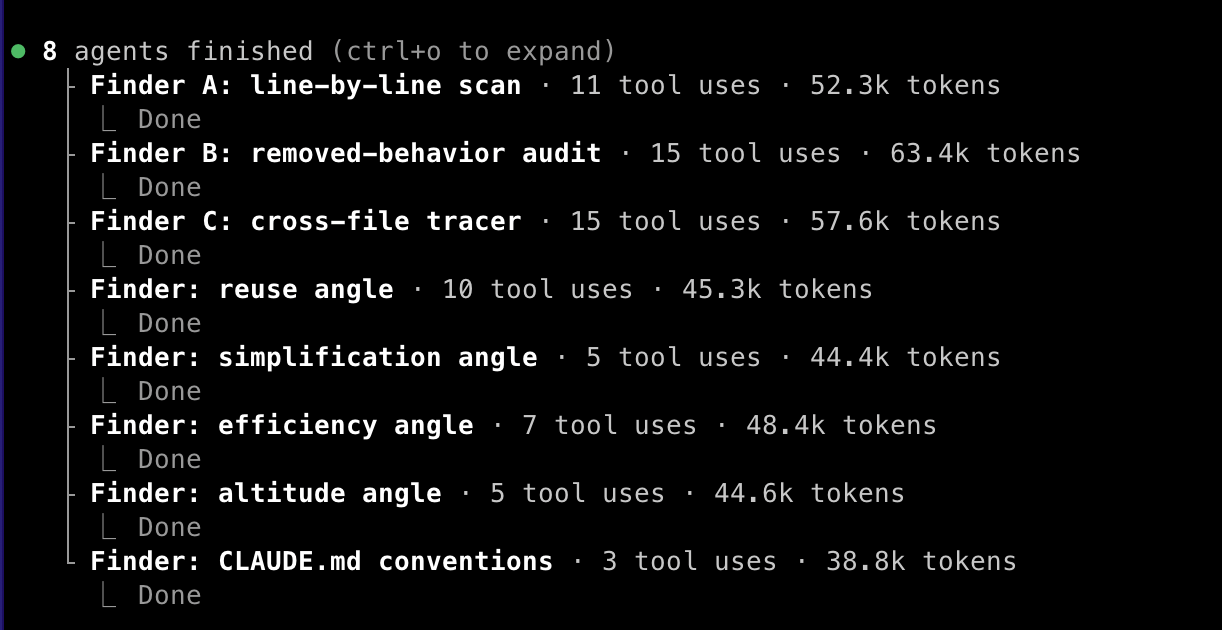 8 agents finished (ctrl+o to expand)
Finder A: line-by-line scan · 11 tool uses · 52.3k tokens
Done
Finder B: removed-behavior audit · 15 tool uses · 63.4k tokens
Done
Finder C: cross-file tracer · 15 tool uses · 57.6k tokens
Done
Finder: reuse angle · 10 tool uses · 45.3k tokens
Done
Finder: simplification angle · 5 tool uses · 44.4k tokens
Done
Finder: efficiency angle · 7 tool uses · 48.4k tokens
Done
Finder: altitude angle · 5 tool uses · 44.6k tokens
Done
Finder: CLAUDE.md conventions · 3 tool uses · 38.8k tokens
Done